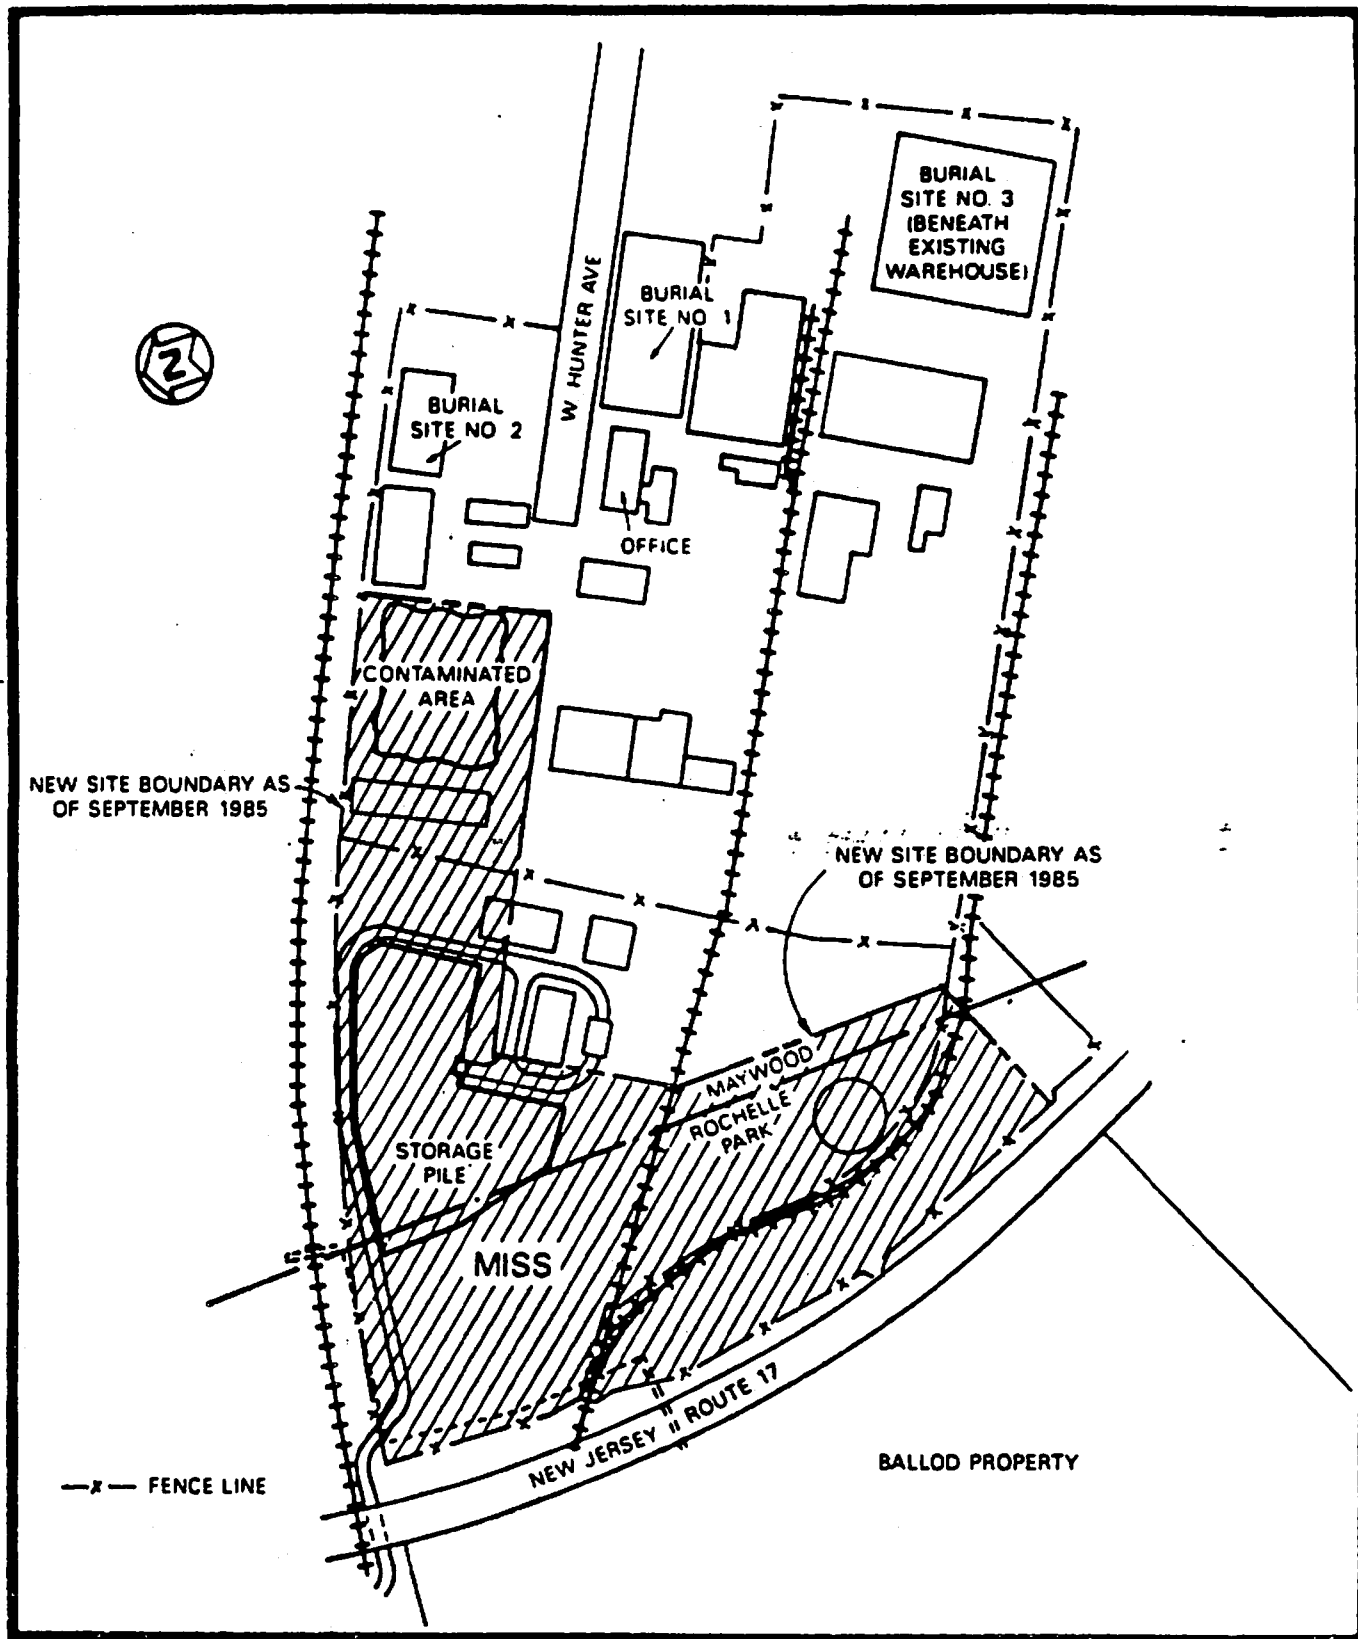 BURIAL
SITE NO. 3
(BENEATH
EXISTING
WAREHOUSE)
W. HUNTER AVE
BURIAL
SITE NO 1
BURIAL
SITE NO 2
N
OFFICE
CONTAMINATED
AREA
NEW SITE BOUNDARY AS
OF SEPTEMBER 1985
NEW SITE BOUNDARY AS
OF SEPTEMBER 1985
MAYWOOD
ROCHELLE
PARK
STORAGE
PILE
MISS
NEW JERSEY ROUTE 17
BALLOD PROPERTY
—x— FENCE LINE